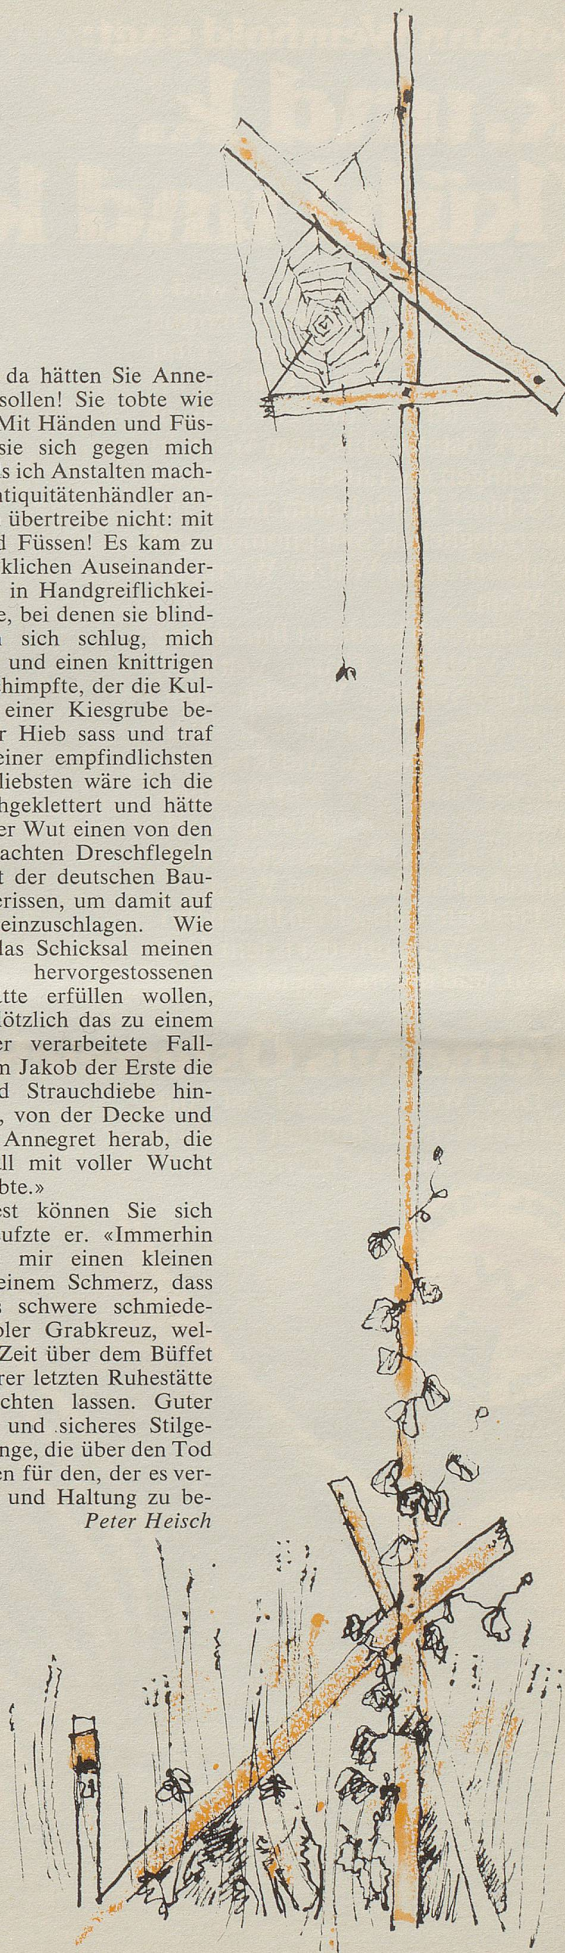 da hätten Sie Anne-
sollen! Sie tobte wie
Mit Händen und Füs-
sie sich gegen mich
s ich Anstalten mach-
ntiquitätenhändler an-
übertreibe nicht: mit
d Füssen! Es kam zu
klichen Auseinander-
in Handgreiflichkei-
e, bei denen sie blind-
sich schlug, mich
und einen knittrigen
chimpfte, der die Kul-
einer Kiesgrube be-
r Hieb sass und traf
einer empfindlichsten
liebsten wäre ich die
hgeklettert und hätte
er Wut einen von den
achten Dreschflegeln
t der deutschen Bau-
erissen, um damit auf
einzuschlagen. Wie
das Schicksal meinen
hervorgestossenen
atte erfüllen wollen,
lötzlich das zu einem
er verarbeitete Fall-
m Jakob der Erste die
d Strauchdiebe hin-
, von der Decke und
Annegret herab, die
all mit voller Wucht
bte.»
est können Sie sich
ufzte er. «Immerhin
mir einen kleinen
einem Schmerz, dass
s schwere schmiede-
oler Grabkreuz, wel-
Zeit über dem Büffet
rer letzten Ruhestätte
chten lassen. Guter
und sicheres Stilge-
nge, die über den Tod
en für den, der es ver-
und Haltung zu be-
Peter Heisch